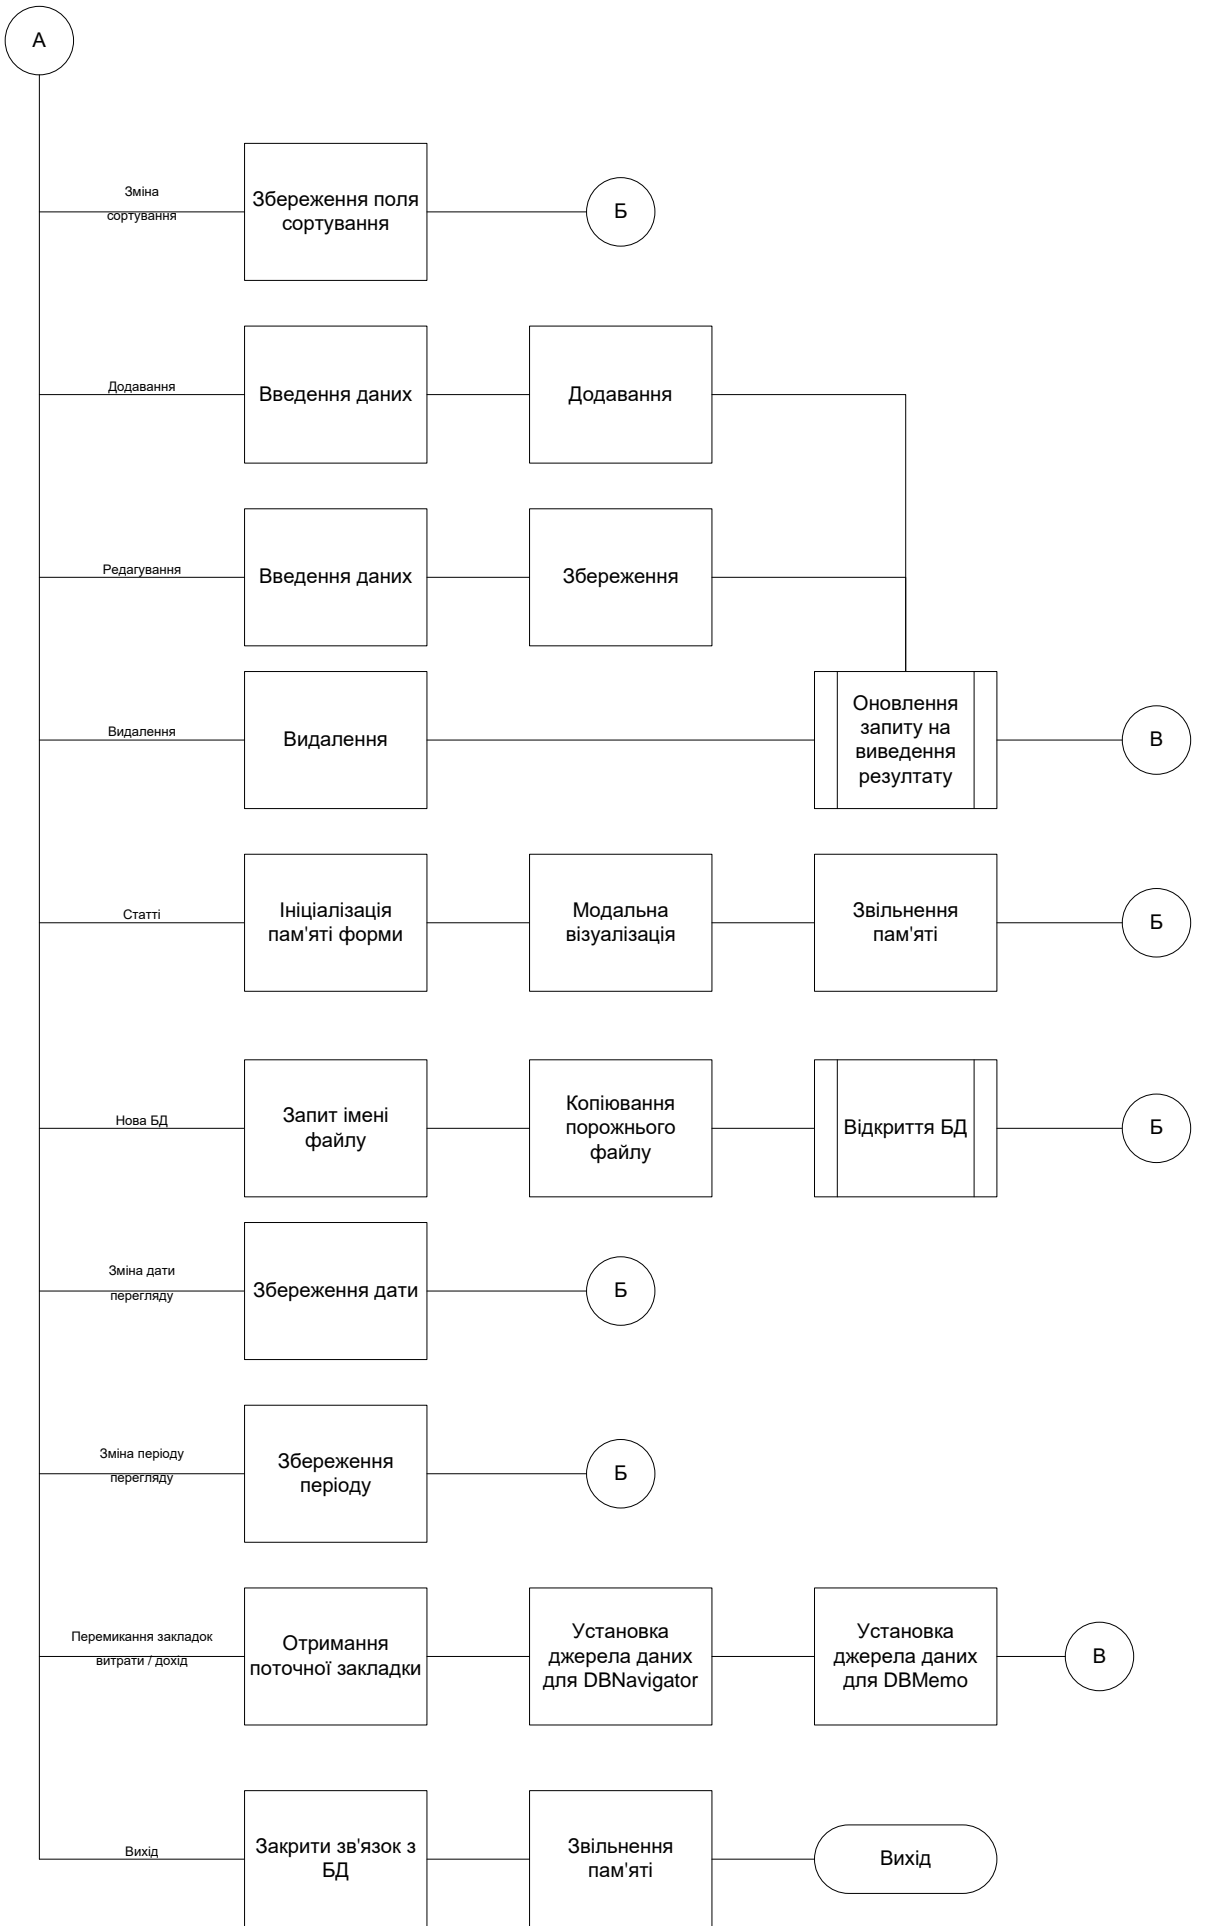 А
Зміна
сортування
Збереження поля
сортування
Б
Додавання
Введення даних
Додавання
Редагування
Введення даних
Збереження
Видалення
Видалення
Оновлення
запиту на
виведення
резултату
В
Статті
Ініціалізація
пам'яті форми
Модальна
візуалізація
Звільнення
пам'яті
Б
Нова БД
Запит імені
файлу
Копіювання
порожнього
файлу
Відкриття БД
Б
Зміна дати
перегляду
Збереження дати
Б
Зміна періоду
перегляду
Збереження
періоду
Б
Перемикання закладок
витрати / дохід
Отримання
поточної закладки
Установка
джерела даних
для DBNavigator
Установка
джерела даних
для DBMemo
В
Вихід
Закрити зв'язок з
БД
Звільнення
пам'яті
Вихід